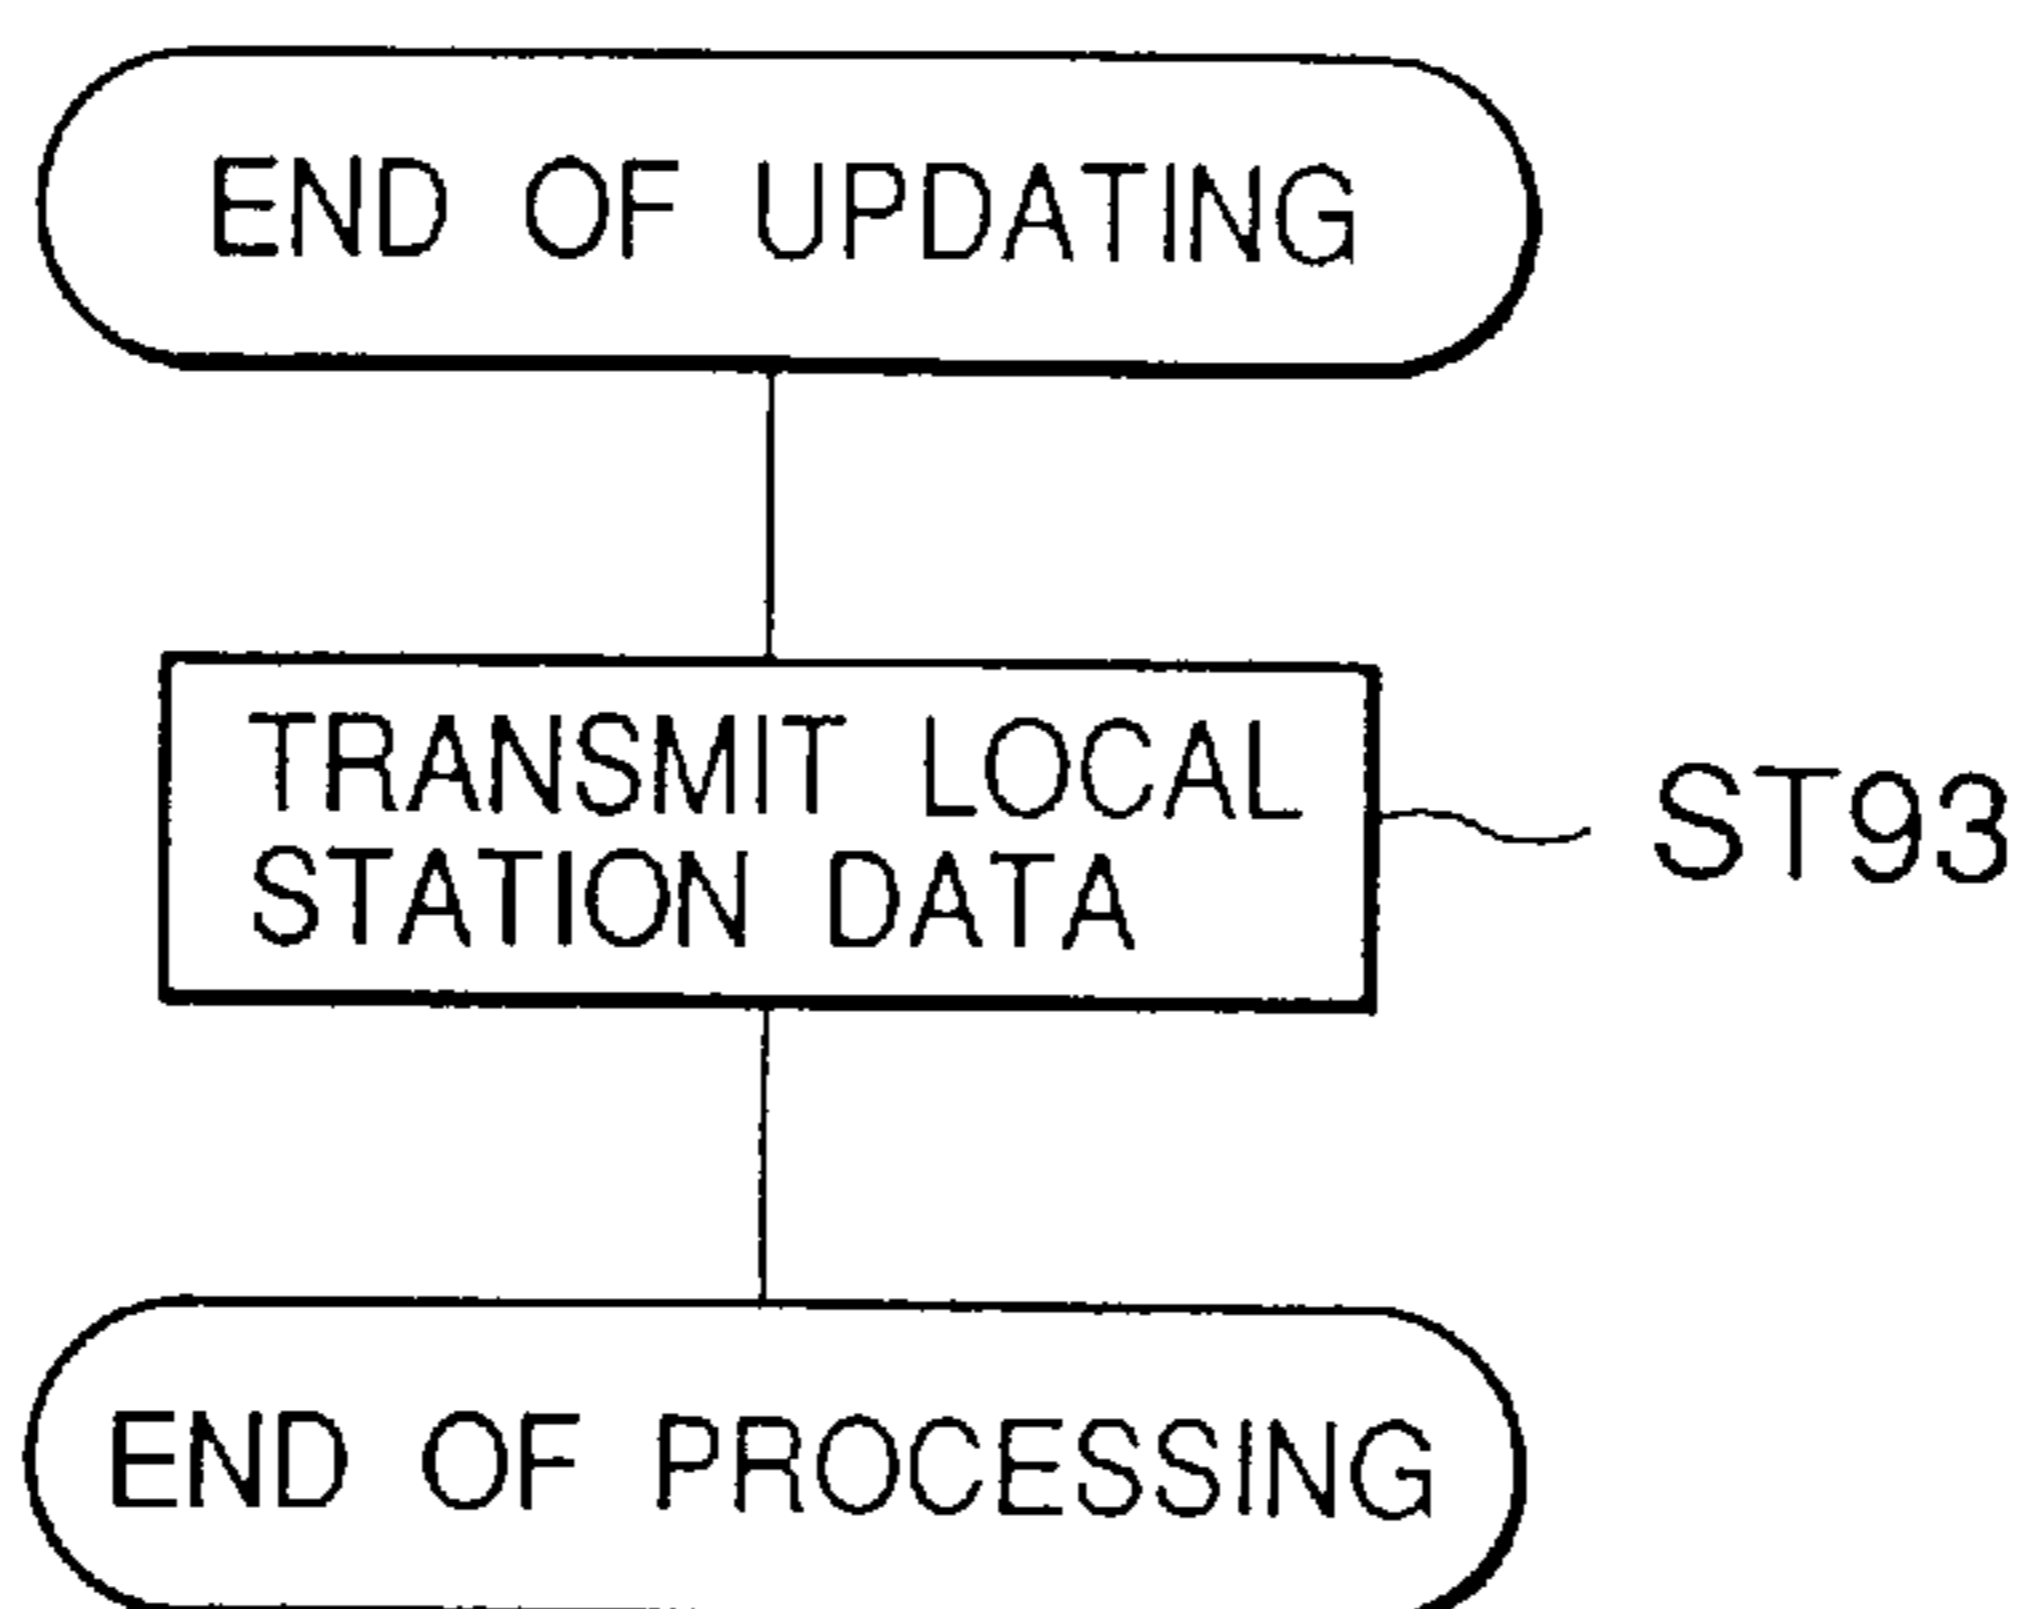 END OF UPDATING
TRANSMIT LOCAL
STATION DATA
ST93
END OF PROCESSING